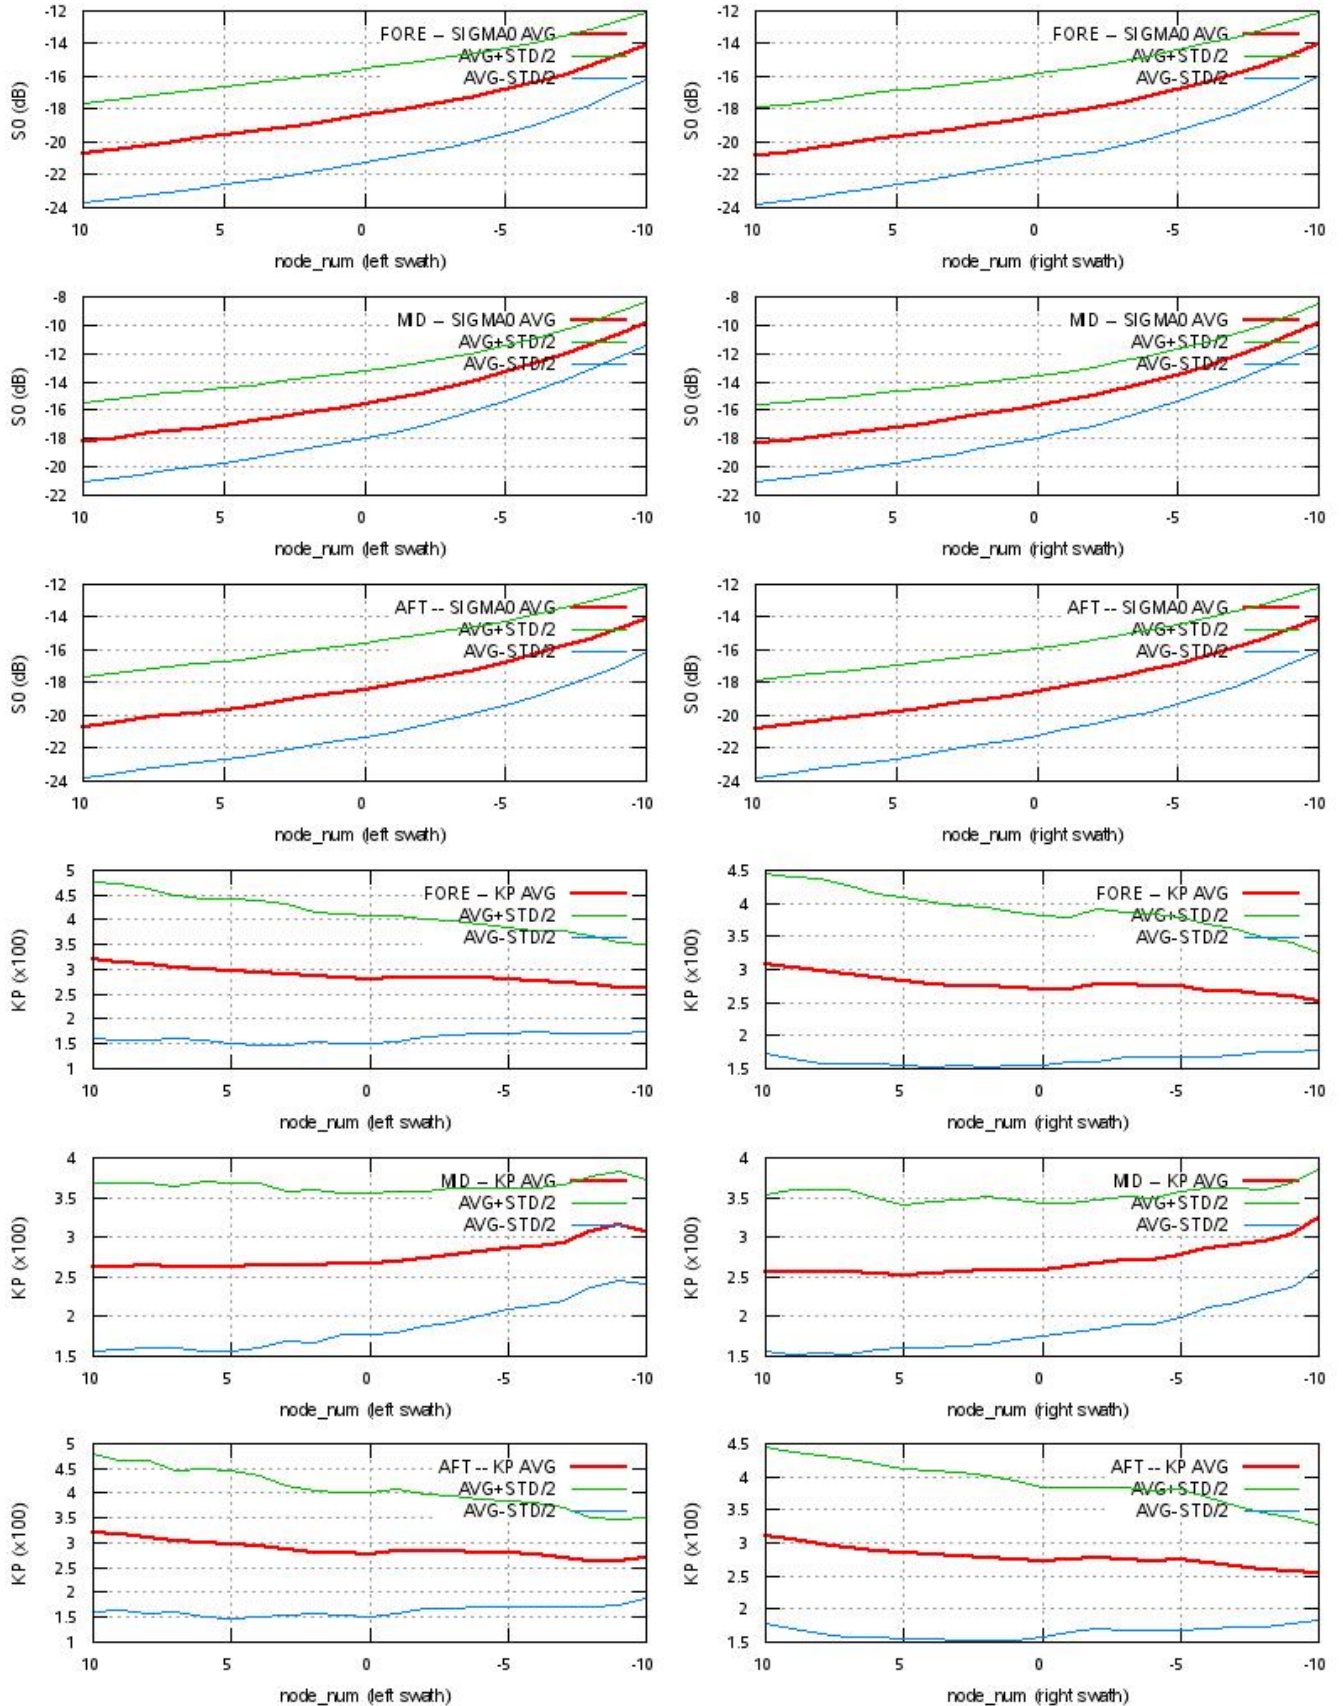 -12
-14
-16
-18
-20
-22
-24
S0 (dB)
FORE – SIGMA0 AVG
AVG+STD/2
AVG-STD/2
10 5 0 -5 -10
node_num (left swath)
-12
-14
-16
-18
-20
-22
-24
S0 (dB)
FORE – SIGMA0 AVG
AVG+STD/2
AVG-STD/2
10 5 0 -5 -10
node_num (right swath)
-8
-10
-12
-14
-16
-18
-20
-22
S0 (dB)
MID – SIGMA0 AVG
AVG+STD/2
AVG-STD/2
10 5 0 -5 -10
node_num (left swath)
-8
-10
-12
-14
-16
-18
-20
-22
S0 (dB)
MID – SIGMA0 AVG
AVG+STD/2
AVG-STD/2
10 5 0 -5 -10
node_num (right swath)
-12
-14
-16
-18
-20
-22
-24
S0 (dB)
AFT -- SIGMA0 AVG
AVG+STD/2
AVG-STD/2
10 5 0 -5 -10
node_num (left swath)
-12
-14
-16
-18
-20
-22
-24
S0 (dB)
AFT -- SIGMA0 AVG
AVG+STD/2
AVG-STD/2
10 5 0 -5 -10
node_num (right swath)
5
4.5
4
3.5
3
2.5
2
1.5
1
KP (x100)
FORE – KP AVG
AVG+STD/2
AVG-STD/2
10 5 0 -5 -10
node_num (left swath)
4.5
4
3.5
3
2.5
2
1.5
KP (x100)
FORE – KP AVG
AVG+STD/2
AVG-STD/2
10 5 0 -5 -10
node_num (right swath)
4
3.5
3
2.5
2
1.5
KP (x100)
MID – KP AVG
AVG+STD/2
AVG-STD/2
10 5 0 -5 -10
node_num (left swath)
4
3.5
3
2.5
2
1.5
KP (x100)
MID – KP AVG
AVG+STD/2
AVG-STD/2
10 5 0 -5 -10
node_num (right swath)
5
4.5
4
3.5
3
2.5
2
1.5
1
KP (x100)
AFT -- KP AVG
AVG+STD/2
AVG-STD/2
10 5 0 -5 -10
node_num (left swath)
4.5
4
3.5
3
2.5
2
1.5
KP (x100)
AFT -- KP AVG
AVG+STD/2
AVG-STD/2
10 5 0 -5 -10
node_num (right swath)